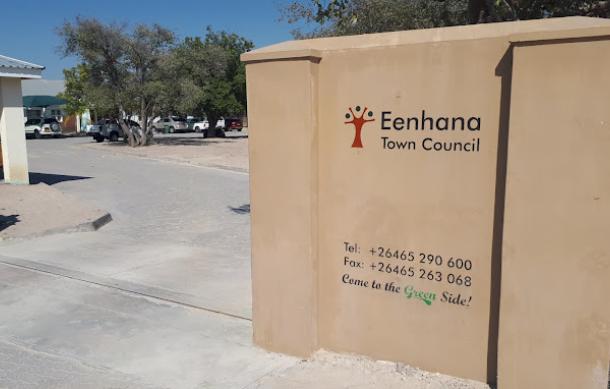 Eenhana
Town Council
Tel: +26465 290 600
Fax: +26465 263 068
Come to the Green Side!